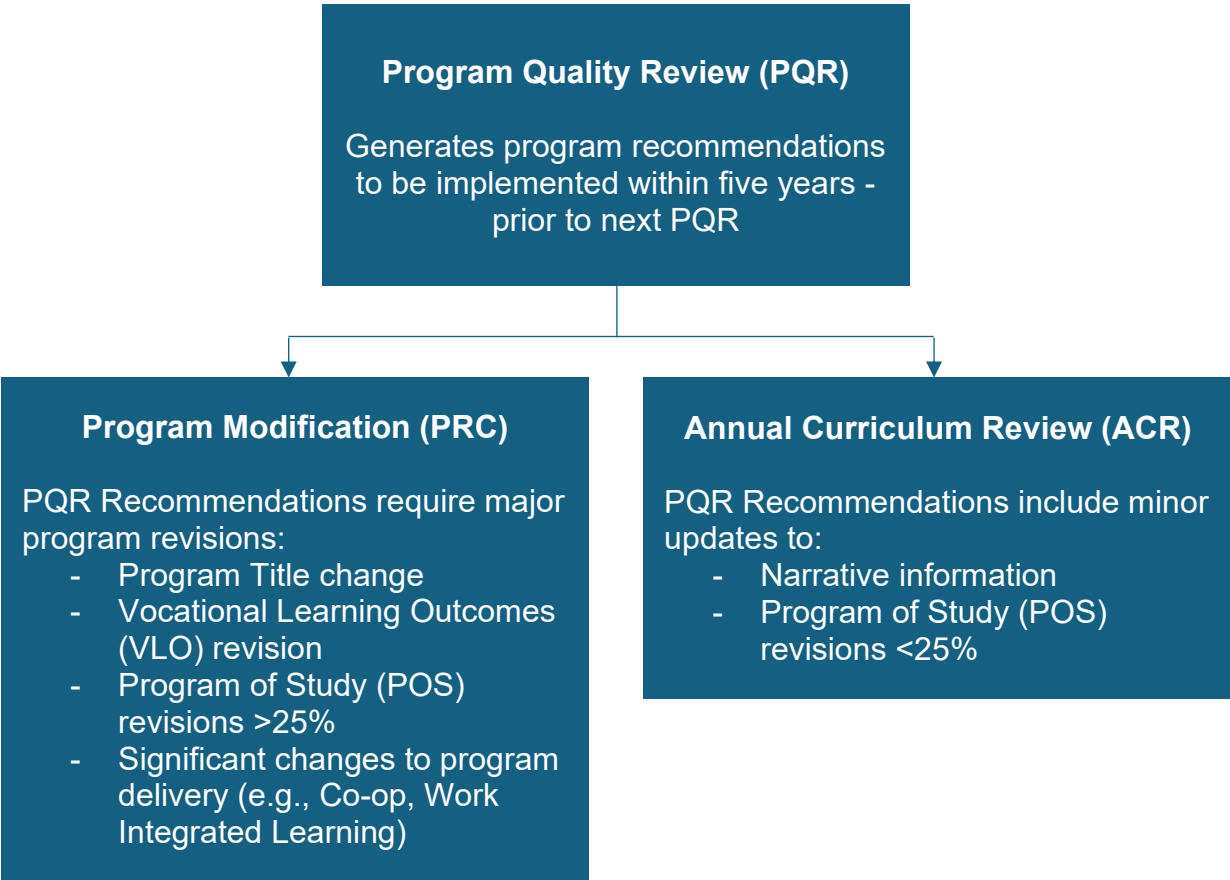 Program Quality Review (PQR)
Generates program recommendations
to be implemented within five years -
prior to next PQR
Program Modification (PRC)
PQR Recommendations require major
program revisions:
- Program Title change
- Vocational Learning Outcomes
(VLO) revision
- Program of Study (POS)
revisions >25%
- Significant changes to program
delivery (e.g., Co-op, Work
Integrated Learning)
Annual Curriculum Review (ACR)
PQR Recommendations include minor
updates to:
- Narrative information
- Program of Study (POS)
revisions <25%